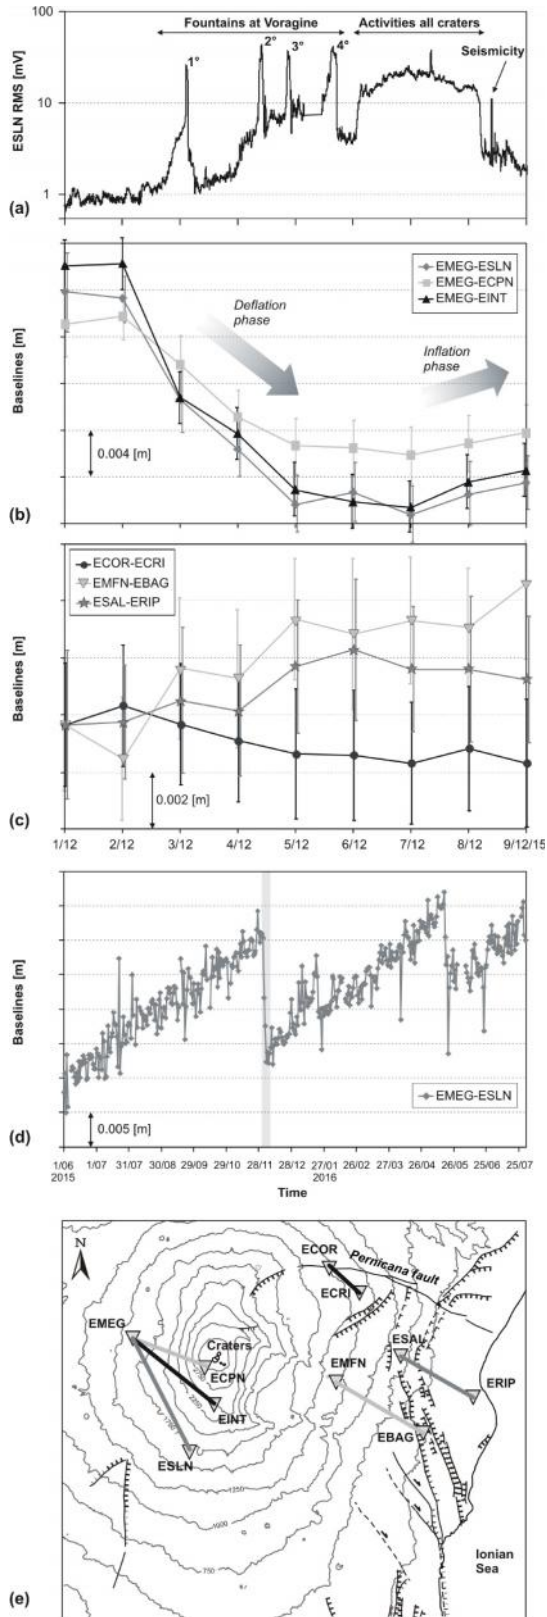 Fountains at Voragine Activities all craters
100
10
1
ESLN RMS [mV]
1°
2°
3°
4°
Seismicity
(a)
EMEG-ESLN
EMEG-ECPN
EMEG-EINT
Deflation
phase
Inflation
phase
Baselines [m]
0.004 [m]
(b)
ECOR-ECRI
EMFN-EBAG
ESAL-ERIP
Baselines [m]
0.002 [m]
(c)
1/12 2/12 3/12 4/12 5/12 6/12 7/12 8/12 9/12/15
Baselines [m]
EMEG-ESLN
0.005 [m]
(d)
1/06 1/07 31/07 30/08 29/09 29/10 28/11 28/12 27/01 26/02 27/03 26/04 26/05 25/06 25/07
2015 2016
Time
N
ECOR
Pernicana fault
ECRI
EMEG
ESAL
Craters
EMFN
ECPN
ERIP
EINT
EBAG
ESLN
1250
1000
750
Ionian
Sea
(e)